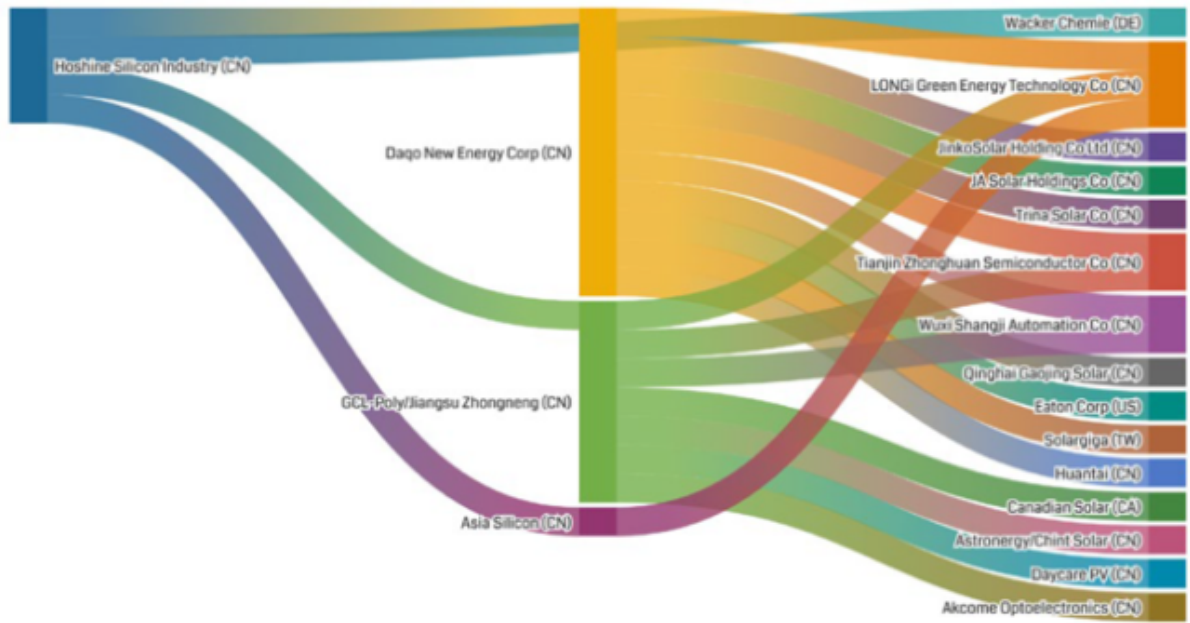 Hoshine Silicon Industry (CN)
Daqo New Energy Corp (CN)
GCL-Poly/Jiangsu Zhongneng (CN)
Asia Silicon (CN)
Wacker Chemie (DE)
LONGi Green Energy Technology Co (CN)
JinkoSolar Holding Co Ltd (CN)
JA Solar Holdings Co (CN)
Trina Solar Co (CN)
Tianjin Zhonghuan Semiconductor Co (CN)
Wuxi Shangji Automation Co (CN)
Qinghai Gaojing Solar (CN)
Eaton Corp (US)
Solargiga (TW)
Huantai (CN)
Canadian Solar (CA)
Astronergy/Chint Solar (CN)
Daycare PV (CN)
Akcome Optoelectronics (CN)